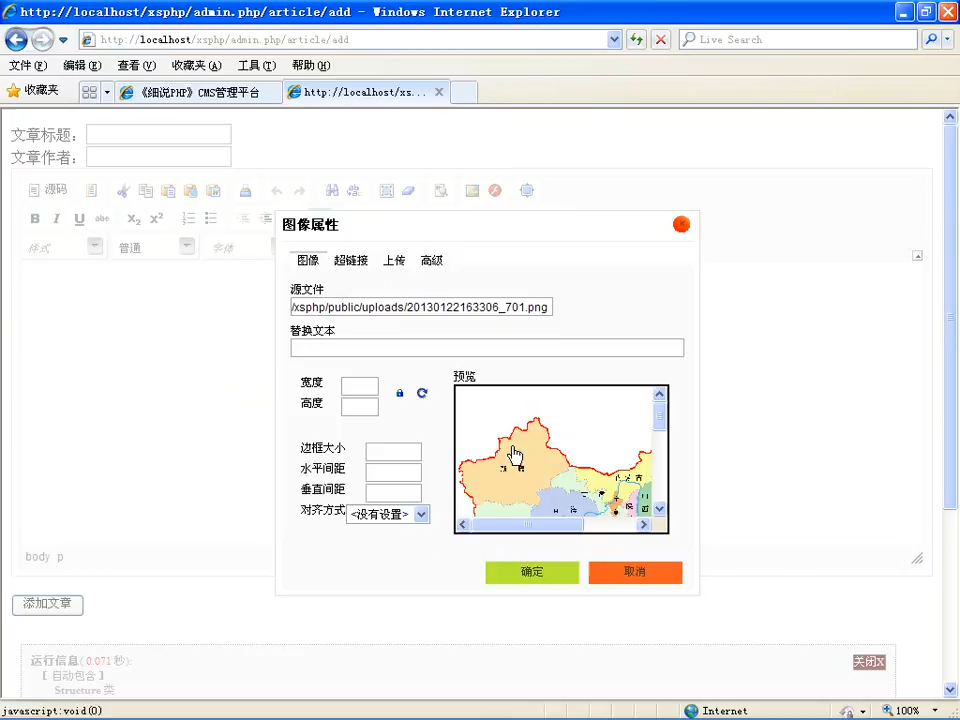 http://localhost/xsphp/admin.php/article/add - Windows Internet Explorer
http://localhost/xsphp/admin.php/article/add
Live Search
文件(F) 编辑(E) 查看(V) 收藏夹(A) 工具(T) 帮助(H)
收藏夹 《细说PHP》CMS管理平台 http://localhost/xs...
文章标题:
文章作者:
源码
B I U abc X₂ X²
样式 普通 字体
图像属性
图像 超链接 上传 高级
源文件
/xsphp/public/uploads/20130122163306_701.png
替换文本
宽度
高度
预览
边框大小
水平间距
垂直间距
对齐方式 <没有设置>
确定 取消
body p
添加文章
运行信息( 0.071 秒): 关闭X
[ 自动包含 ]
Structure 类
javascript:void(0) Internet 100%